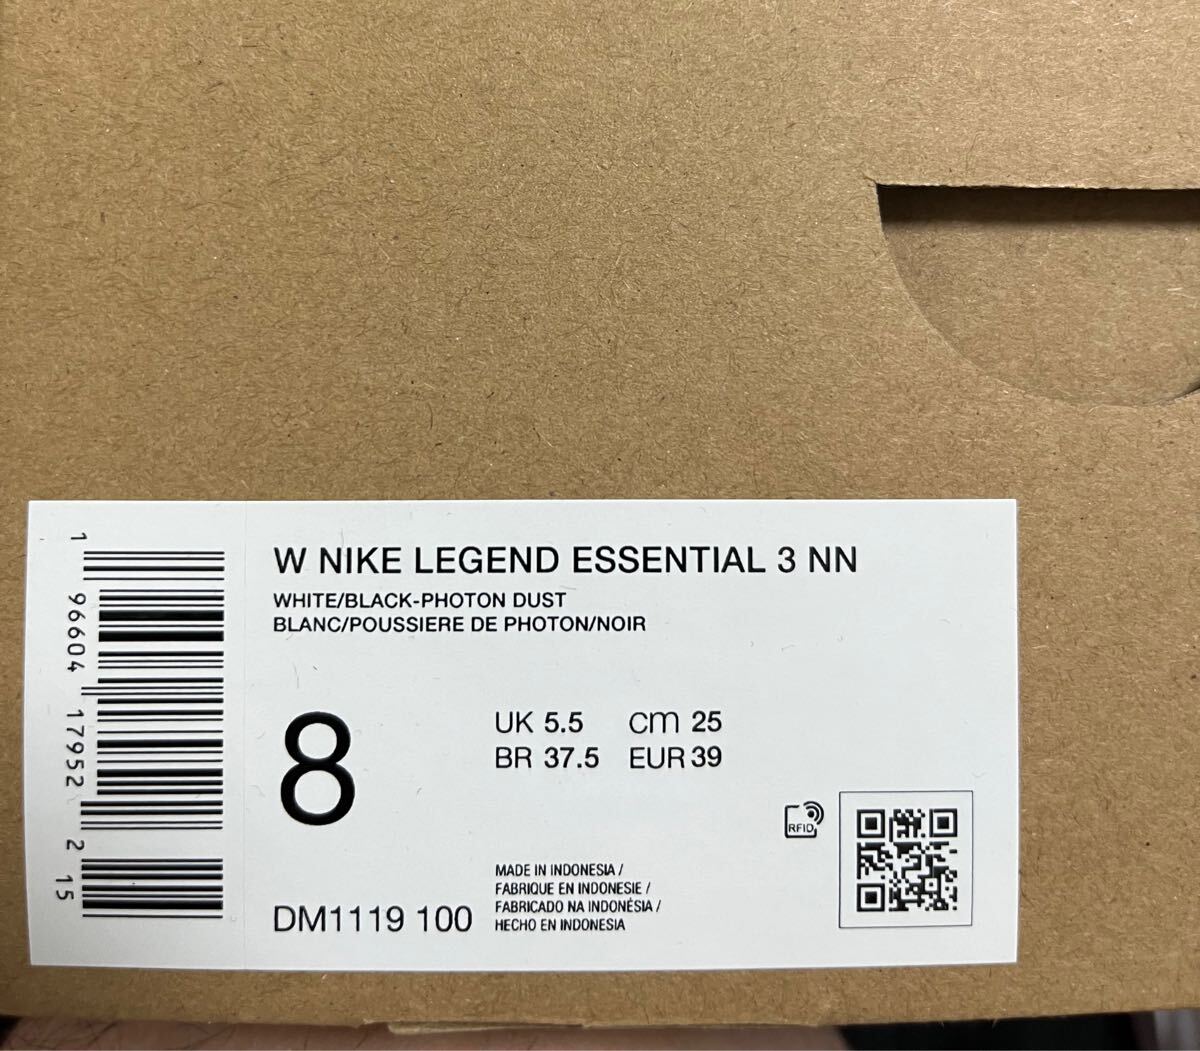 W NIKE LEGEND ESSENTIAL 3 NN
WHITE/BLACK-PHOTON DUST
BLANC/POUSSIERE DE PHOTON/NOIR
8
UK 5.5 cm 25
BR 37.5 EUR 39
RFID
MADE IN INDONESIA /
FABRIQUE EN INDONESIE /
FABRICADO NA INDONÉSIA /
HECHO EN INDONESIA
DM1119 100
1 96604 17952 2 15